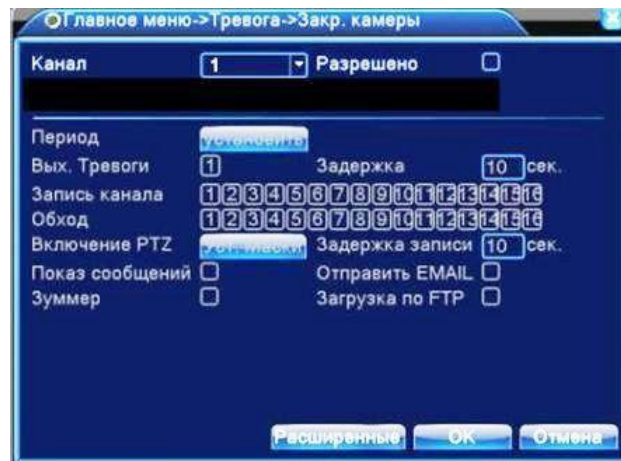 Главное меню->Тревога->Закр. камеры
Канал 1 Разрешено
Период Установить
Вых. Тревоги 1 Задержка 10 сек.
Запись канала 1 2 3 4 5 6 7 8 9 10 11 12 13 14 15 16
Обход 1 2 3 4 5 6 7 8 9 10 11 12 13 14 15 16
Включение PTZ Уст. маски Задержка записи 10 сек.
Показ сообщений Отправить EMAIL
Зуммер Загрузка по FTP
Расширенные OK Отмена